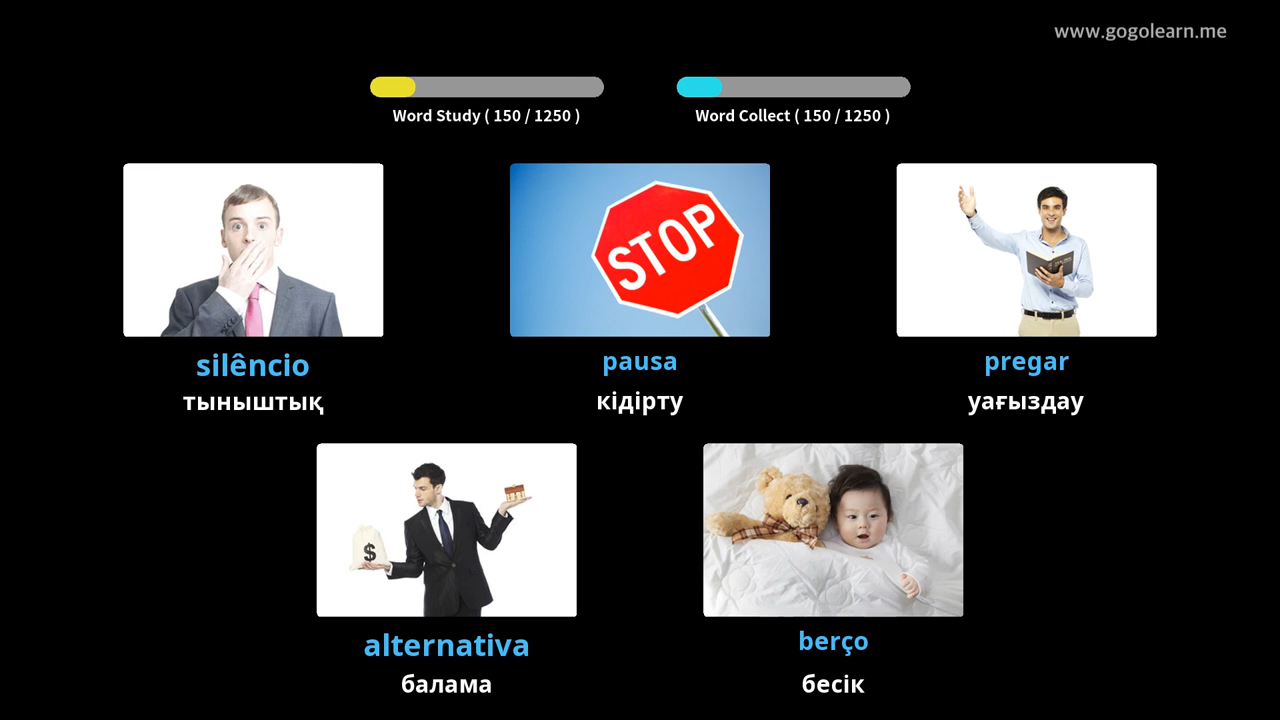 www.gogolearn.me
Word Study ( 150 / 1250 )
Word Collect ( 150 / 1250 )
STOP
silêncio
тыныштық
pausa
кідірту
pregar
уағыздау
$
alternativa
балама
berço
бесік